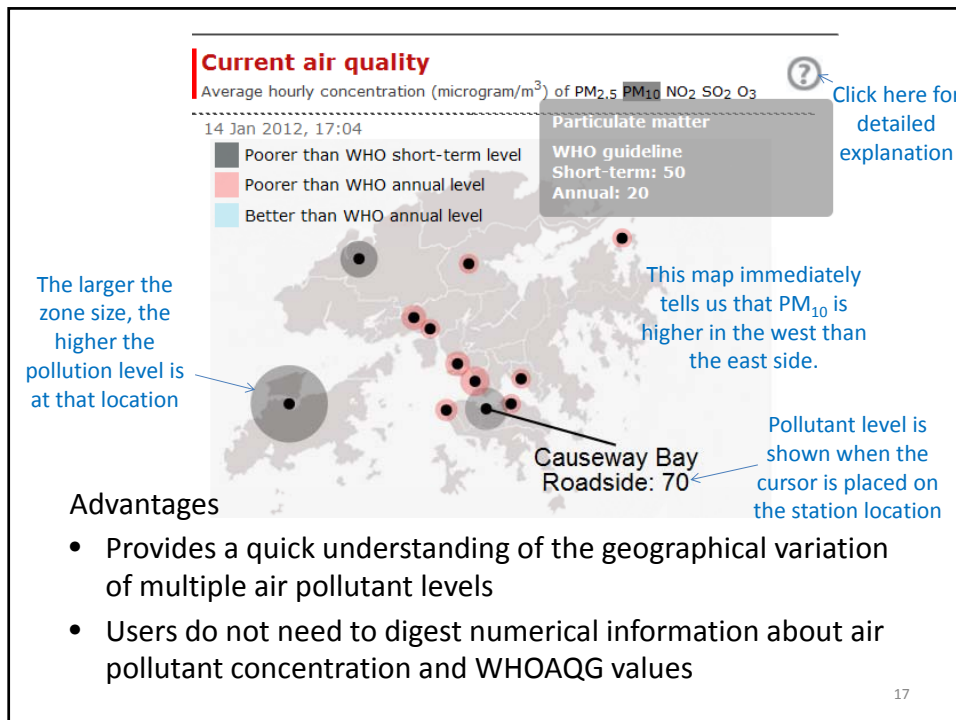 Current air quality
Average hourly concentration (microgram/m³) of PM₂.₅ PM₁₀ NO₂ SO₂ O₃
?
Click here for
detailed
explanation
14 Jan 2012, 17:04
Particulate matter
WHO guideline
Short-term: 50
Annual: 20
Poorer than WHO short-term level
Poorer than WHO annual level
Better than WHO annual level
The larger the
zone size, the
higher the
pollution level is
at that location
This map immediately
tells us that PM₁₀ is
higher in the west than
the east side.
Causeway Bay
Roadside: 70
Pollutant level is
shown when the
cursor is placed on
the station location
Advantages
• Provides a quick understanding of the geographical variation
of multiple air pollutant levels
• Users do not need to digest numerical information about air
pollutant concentration and WHOAQG values
17